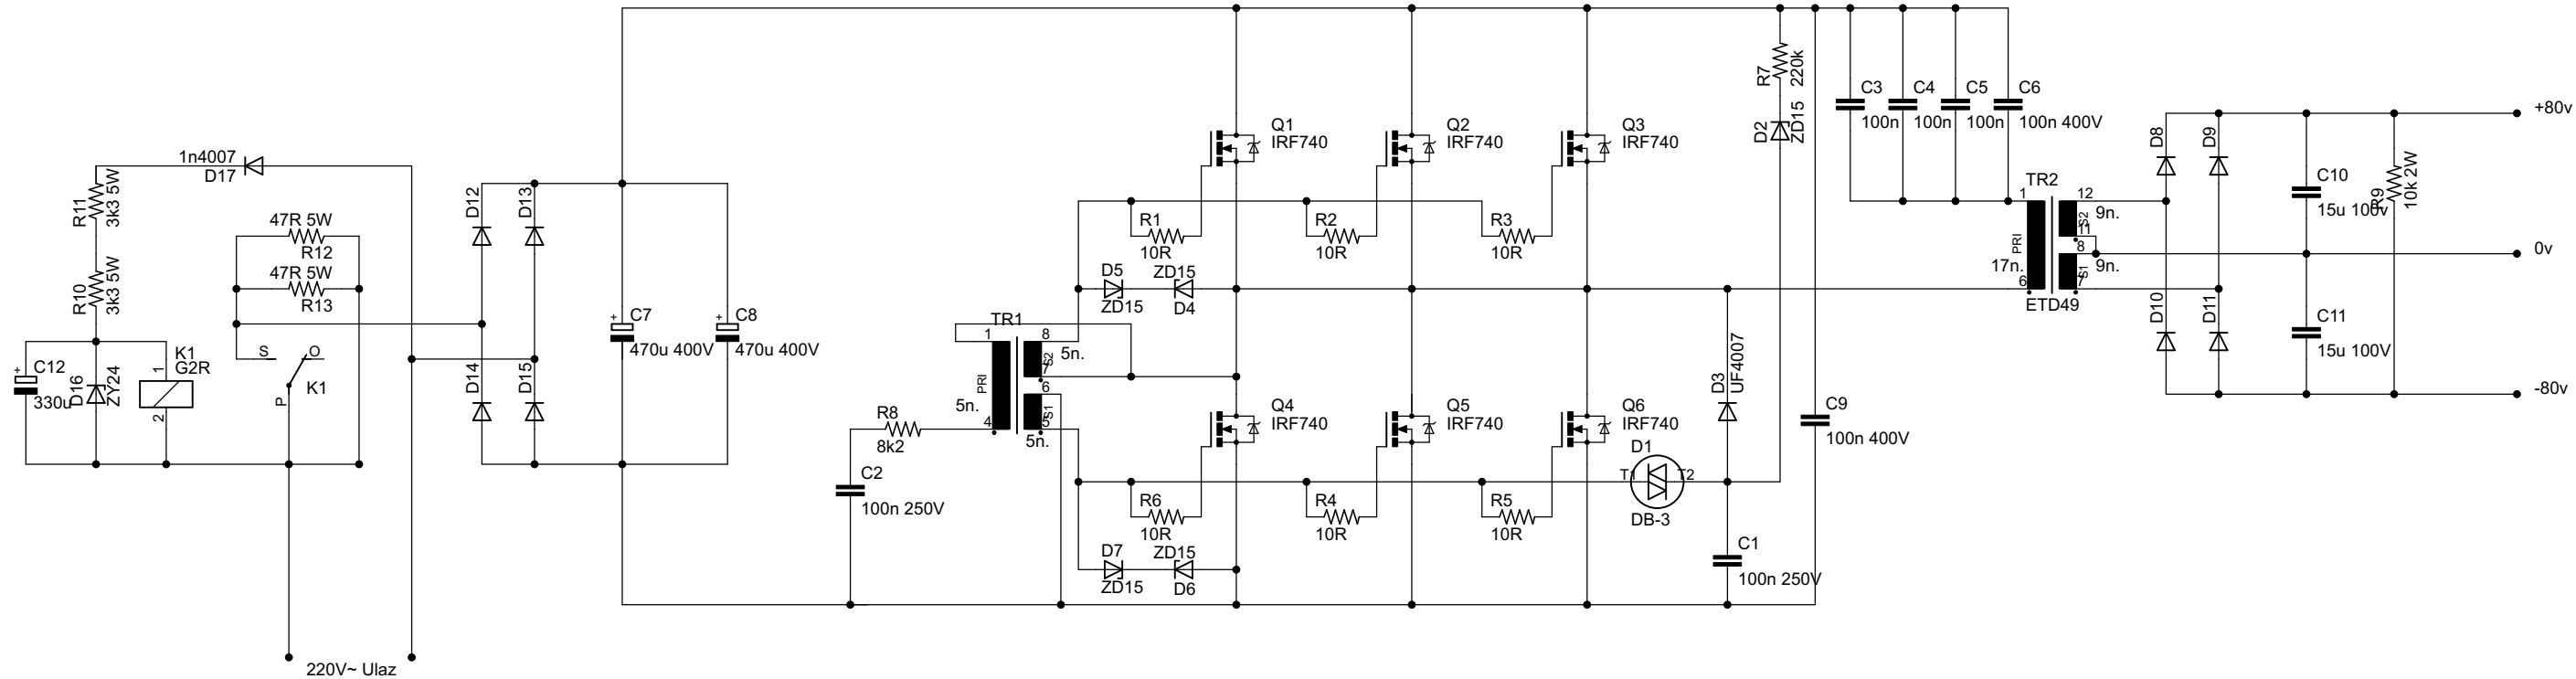 1n4007
D17
R11
3k3 5W
R10
3k3 5W
47R 5W
R12
47R 5W
R13
C12
+
330u
D16
ZY24
K1
G2R
1
2
S
O
P
K1
220V~ Ulaz
D12
D13
D14
D15
+
C7
470u 400V
+
C8
470u 400V
R8
8k2
C2
100n 250V
TR1
1
4
PRI
5n.
8
S2
7
5n.
6
S1
5
5n.
D5
ZD15
ZD15
D4
D7
ZD15
ZD15
D6
R1
10R
R2
10R
R3
10R
R6
10R
R4
10R
R5
10R
Q1
IRF740
Q2
IRF740
Q3
IRF740
Q4
IRF740
Q5
IRF740
Q6
IRF740
D1
T1
T2
DB-3
D3
UF4007
C1
100n 250V
R7
220k
D2
ZD15
C9
100n 400V
C3
100n
C4
100n
C5
100n
C6
100n 400V
TR2
1
6
PRI
17n.
12
S2
11
9n.
8
S1
7
9n.
ETD49
D8
D9
D10
D11
C10
15u 100v
C11
15u 100V
R9
10k 2W
+80v
0v
-80v